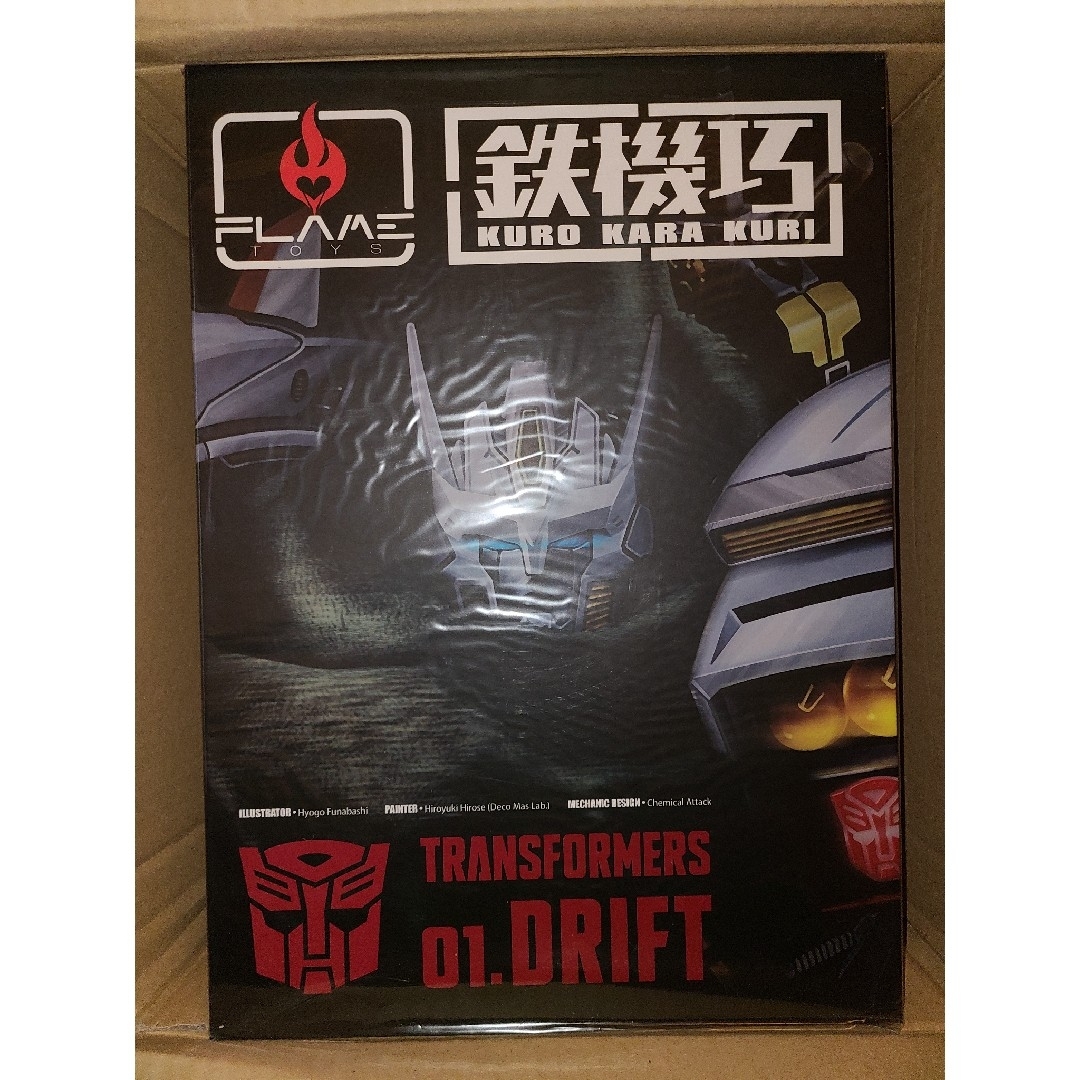 FLAME
TOYS
鉄機巧
KURO KARA KURI
ILLUSTRATOR • Hyogo Funabashi PAINTER • Hiroyuki Hirose (Deco Mas Lab.) MECHANIC DESIGN • Chemical Attack
TRANSFORMERS
01.DRIFT